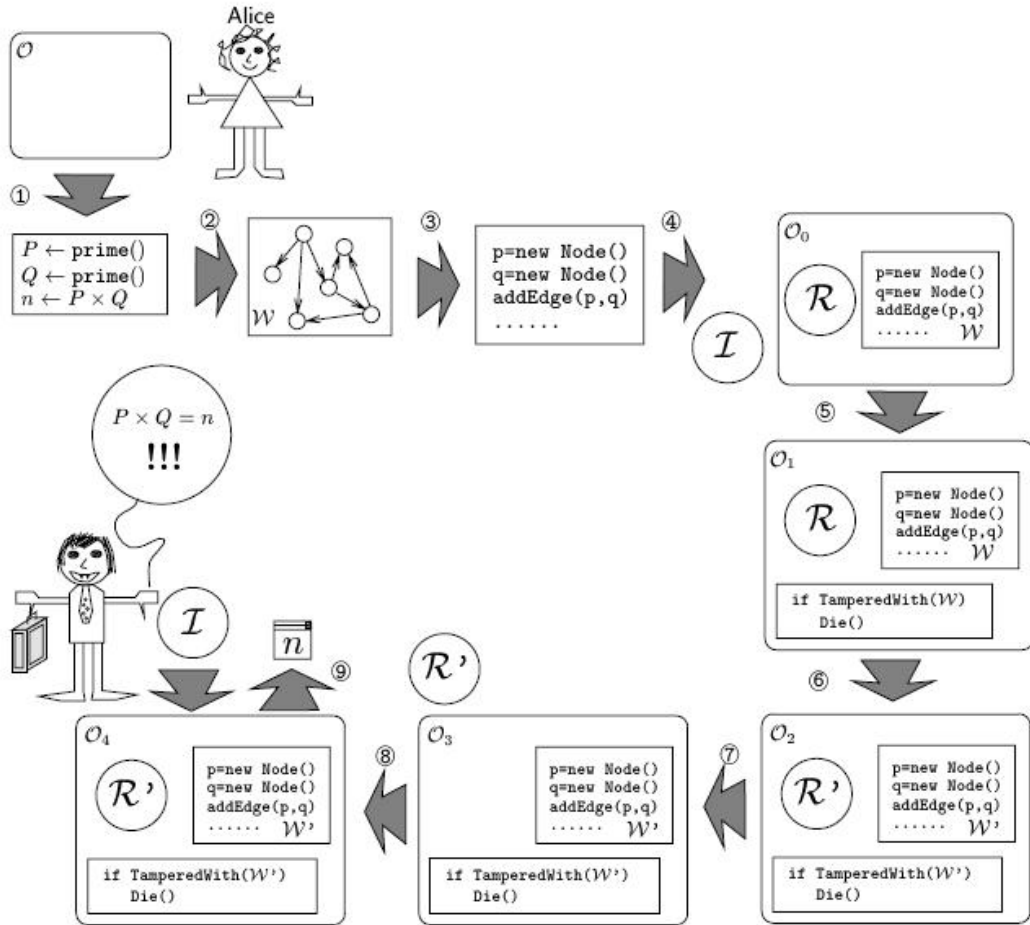 Alice
𝒪
①
P ← prime()
Q ← prime()
n ← P × Q
②
𝒲
③
p=new Node()
q=new Node()
addEdge(p,q)
......
④
ℐ
𝒪₀
ℛ
p=new Node()
q=new Node()
addEdge(p,q)
...... 𝒲
⑤
𝒪₁
ℛ
p=new Node()
q=new Node()
addEdge(p,q)
...... 𝒲
if TamperedWith(𝒲)
Die()
⑥
𝒪₂
ℛ'
p=new Node()
q=new Node()
addEdge(p,q)
...... 𝒲'
if TamperedWith(𝒲')
Die()
⑦
ℛ'
𝒪₃
p=new Node()
q=new Node()
addEdge(p,q)
...... 𝒲'
if TamperedWith(𝒲')
Die()
⑧
𝒪₄
ℛ'
p=new Node()
q=new Node()
addEdge(p,q)
...... 𝒲'
if TamperedWith(𝒲')
Die()
ℐ
n
⑨
P × Q = n
!!!